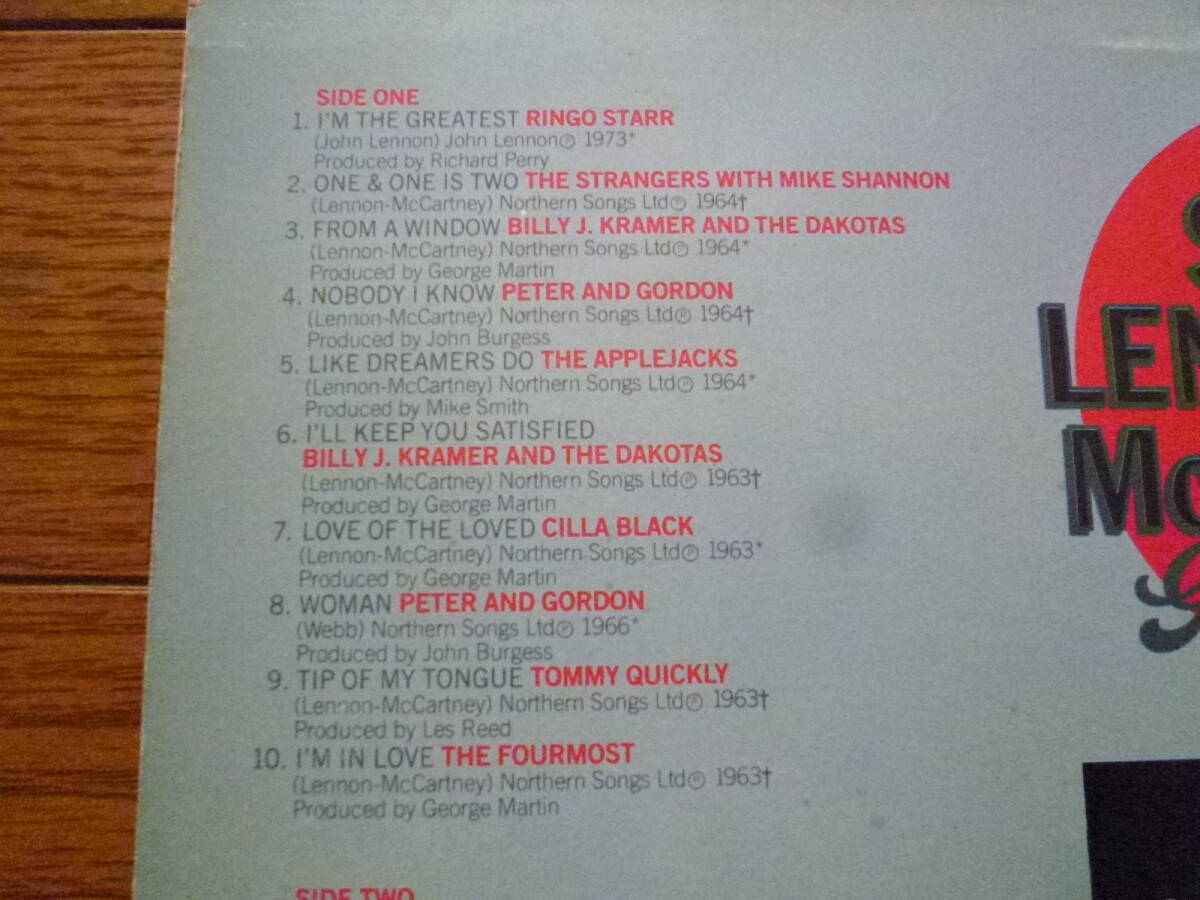 SIDE ONE
1. I'M THE GREATEST RINGO STARR
(John Lennon) John Lennon℗ 1973*
Produced by Richard Perry
2. ONE & ONE IS TWO THE STRANGERS WITH MIKE SHANNON
(Lennon-McCartney) Northern Songs Ltd℗ 1964†
3. FROM A WINDOW BILLY J. KRAMER AND THE DAKOTAS
(Lennon-McCartney) Northern Songs Ltd℗ 1964*
Produced by George Martin
4. NOBODY I KNOW PETER AND GORDON
(Lennon-McCartney) Northern Songs Ltd℗ 1964†
Produced by John Burgess
5. LIKE DREAMERS DO THE APPLEJACKS
(Lennon-McCartney) Northern Songs Ltd℗ 1964*
Produced by Mike Smith
6. I'LL KEEP YOU SATISFIED
BILLY J. KRAMER AND THE DAKOTAS
(Lennon-McCartney) Northern Songs Ltd℗ 1963†
Produced by George Martin
7. LOVE OF THE LOVED CILLA BLACK
(Lennon-McCartney) Northern Songs Ltd℗ 1963*
Produced by George Martin
8. WOMAN PETER AND GORDON
(Webb) Northern Songs Ltd℗ 1966*
Produced by John Burgess
9. TIP OF MY TONGUE TOMMY QUICKLY
(Lennon-McCartney) Northern Songs Ltd℗ 1963†
Produced by Les Reed
10. I'M IN LOVE THE FOURMOST
(Lennon-McCartney) Northern Songs Ltd℗ 1963†
Produced by George Martin
SIDE TWO
LEN
Mc